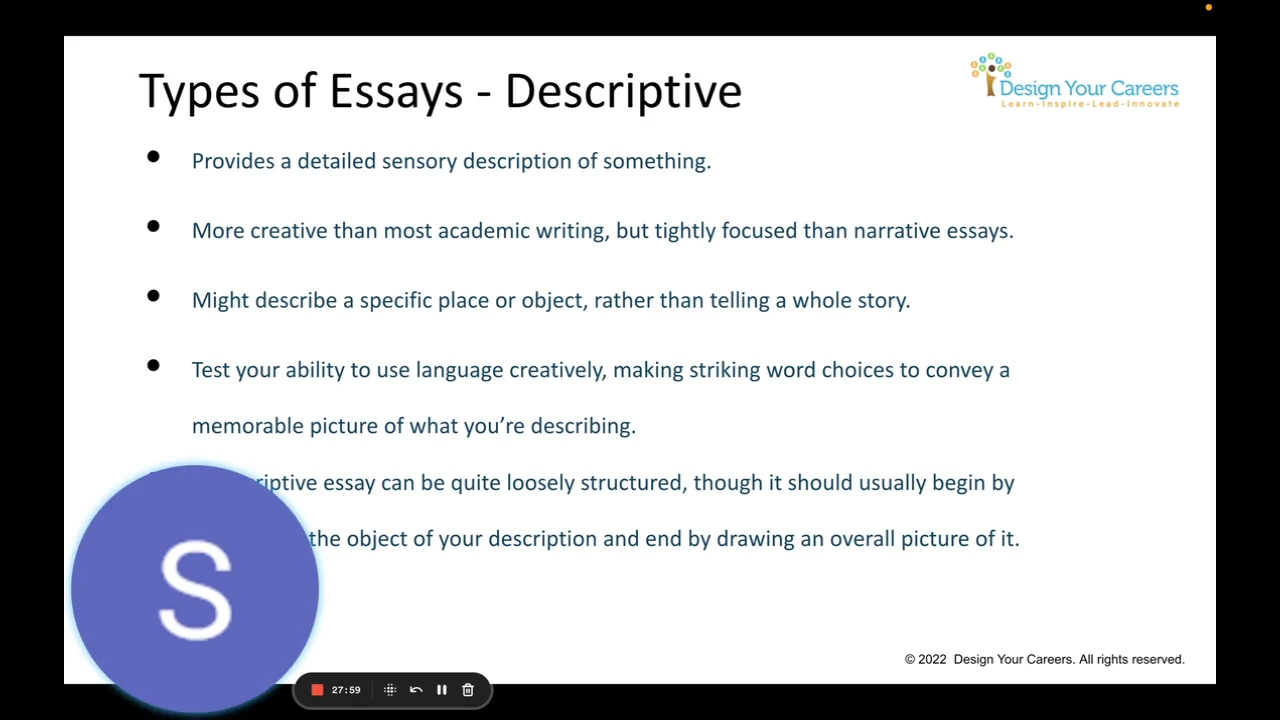 Types of Essays - Descriptive
Design Your Careers
Learn-Inspire-Lead-Innovate
● Provides a detailed sensory description of something.
● More creative than most academic writing, but tightly focused than narrative essays.
● Might describe a specific place or object, rather than telling a whole story.
● Test your ability to use language creatively, making striking word choices to convey a
memorable picture of what you’re describing.
essay can be quite loosely structured, though it should usually begin by
the object of your description and end by drawing an overall picture of it.
S
© 2022 Design Your Careers. All rights reserved.
27:59